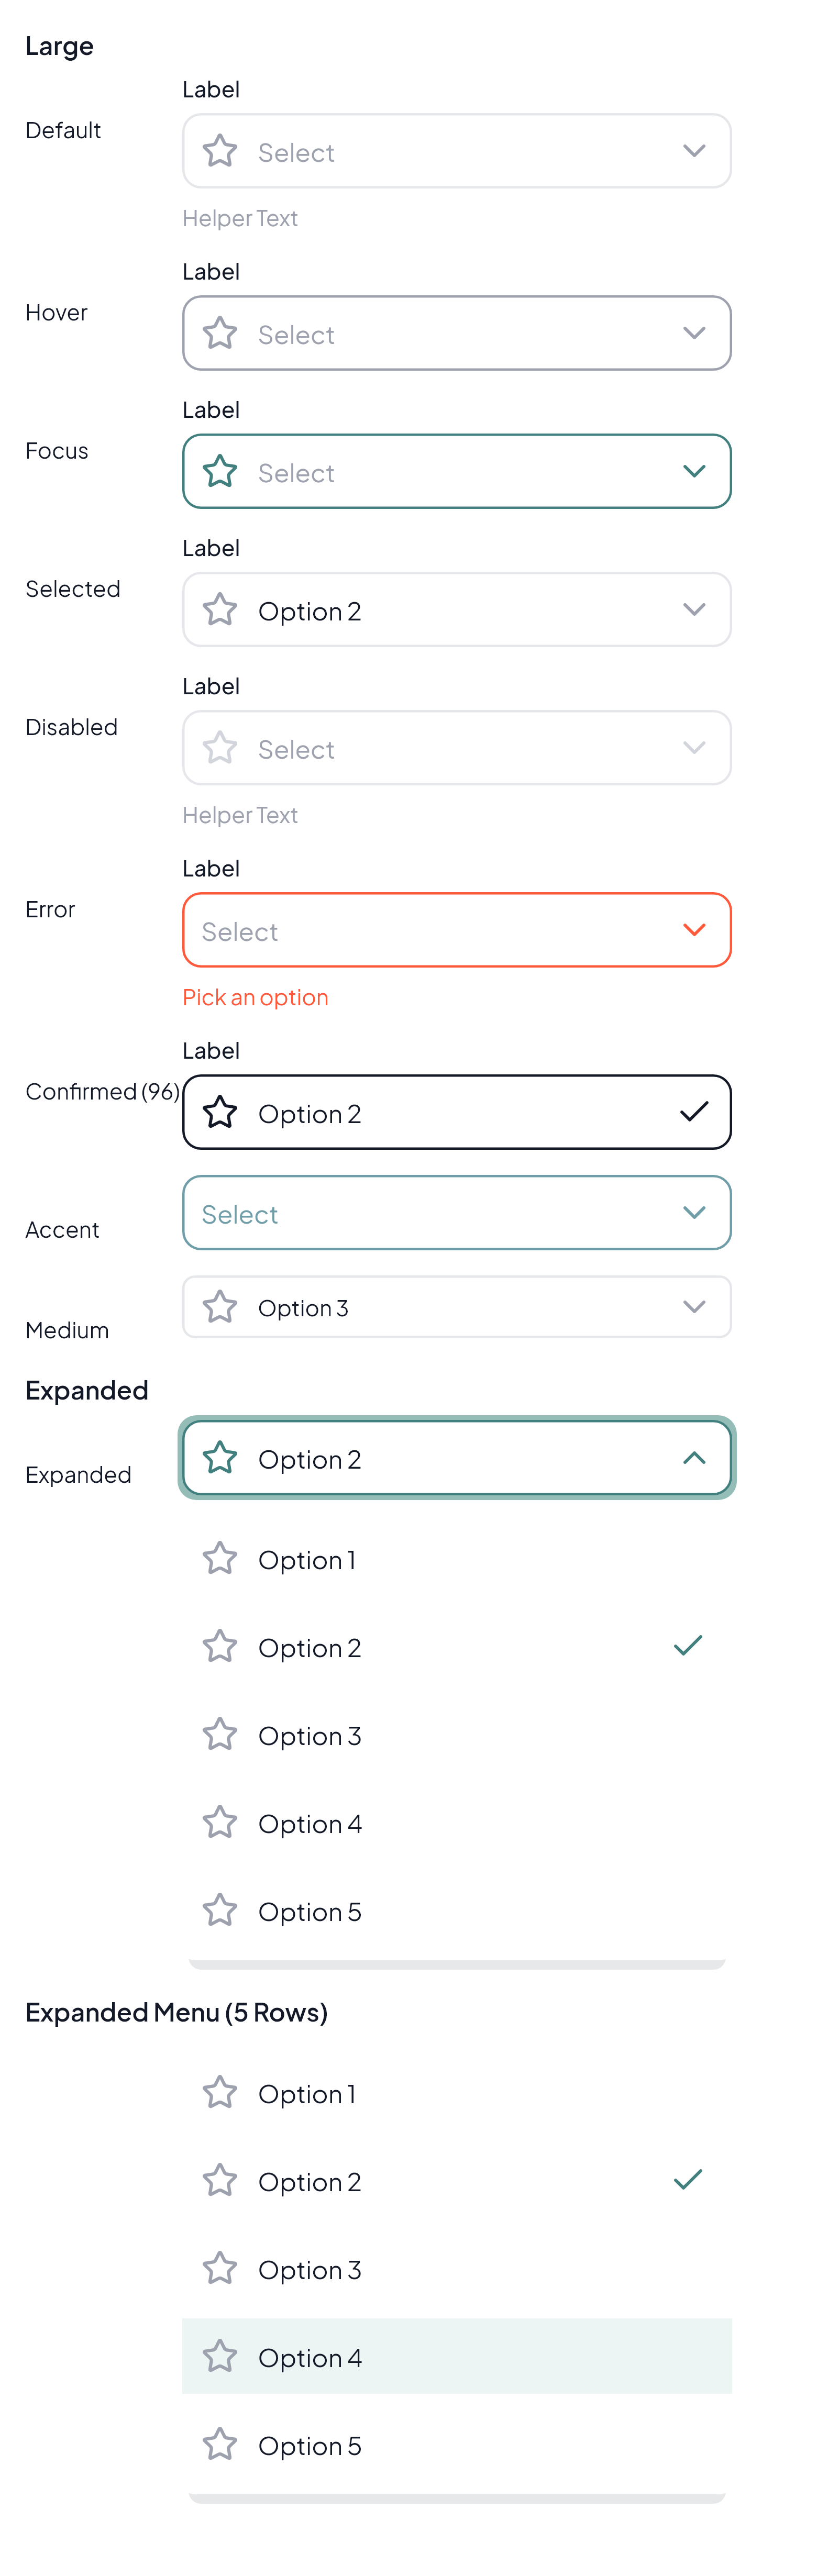 Large
Label
Default
Select
Helper Text
Label
Hover
Select
Label
Focus
Select
Label
Selected
Option 2
Label
Disabled
Select
Helper Text
Label
Error
Select
Pick an option
Label
Confirmed (96)
Option 2
Select
Accent
Option 3
Medium
Expanded
Option 2
Expanded
Option 1
Option 2
Option 3
Option 4
Option 5
Expanded Menu (5 Rows)
Option 1
Option 2
Option 3
Option 4
Option 5